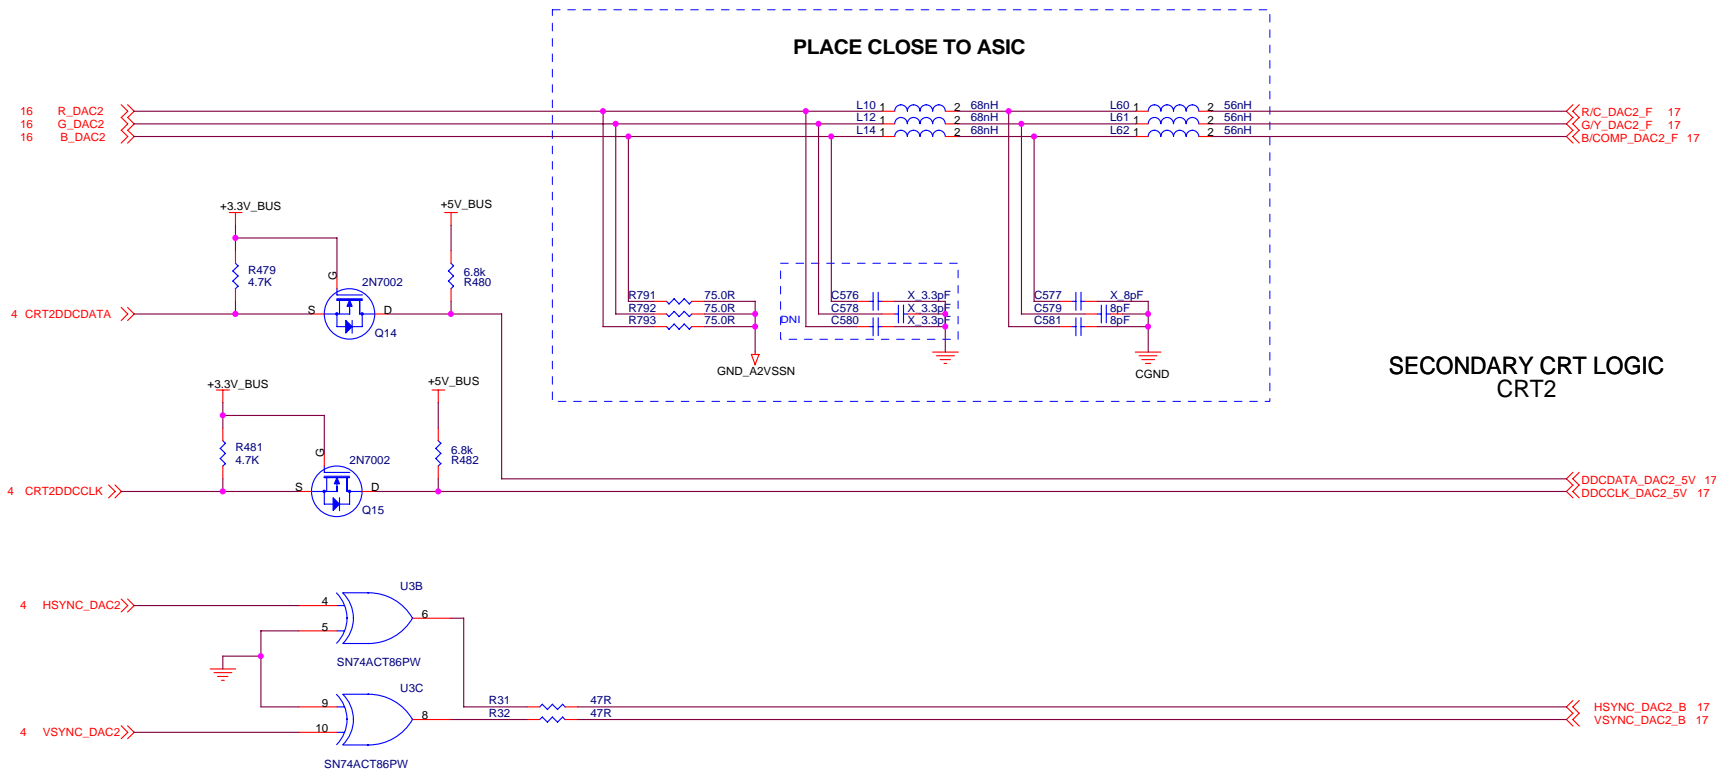 PLACE CLOSE TO ASIC
16 R_DAC2 L10 1 2 68nH L60 1 2 56nH R/C_DAC2_F 17
16 G_DAC2 L12 1 2 68nH L61 1 2 56nH G/Y_DAC2_F 17
16 B_DAC2 L14 1 2 68nH L62 1 2 56nH B/COMP_DAC2_F 17
+3.3V_BUS +5V_BUS
R479
4.7K
G
2N7002
6.8k
R480
4 CRT2DDCDATA S D
Q14
R791 75.0R C576 X_3.3pF C577 X_8pF
R792 75.0R C578 X_3.3pF C579 8pF
R793 75.0R C580 X_3.3pF C581 8pF
DNI
GND_A2VSSN CGND
SECONDARY CRT LOGIC
CRT2
+3.3V_BUS +5V_BUS
R481
4.7K
G
2N7002
6.8k
R482
DDCDATA_DAC2_5V 17
4 CRT2DDCCLK S D DDCCLK_DAC2_5V 17
Q15
U3B
4 HSYNC_DAC2 4 6
5
SN74ACT86PW
U3C
9 8
4 VSYNC_DAC2 10
SN74ACT86PW
R31 47R HSYNC_DAC2_B 17
R32 47R VSYNC_DAC2_B 17